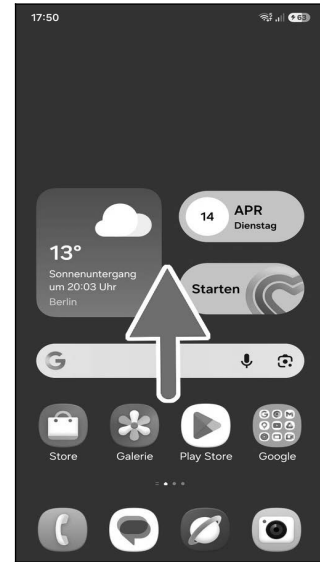 17:50
63
13°
Sonnenuntergang
um 20:03 Uhr
Berlin
14
APR
Dienstag
Starten
G
Store
Galerie
Play Store
Google